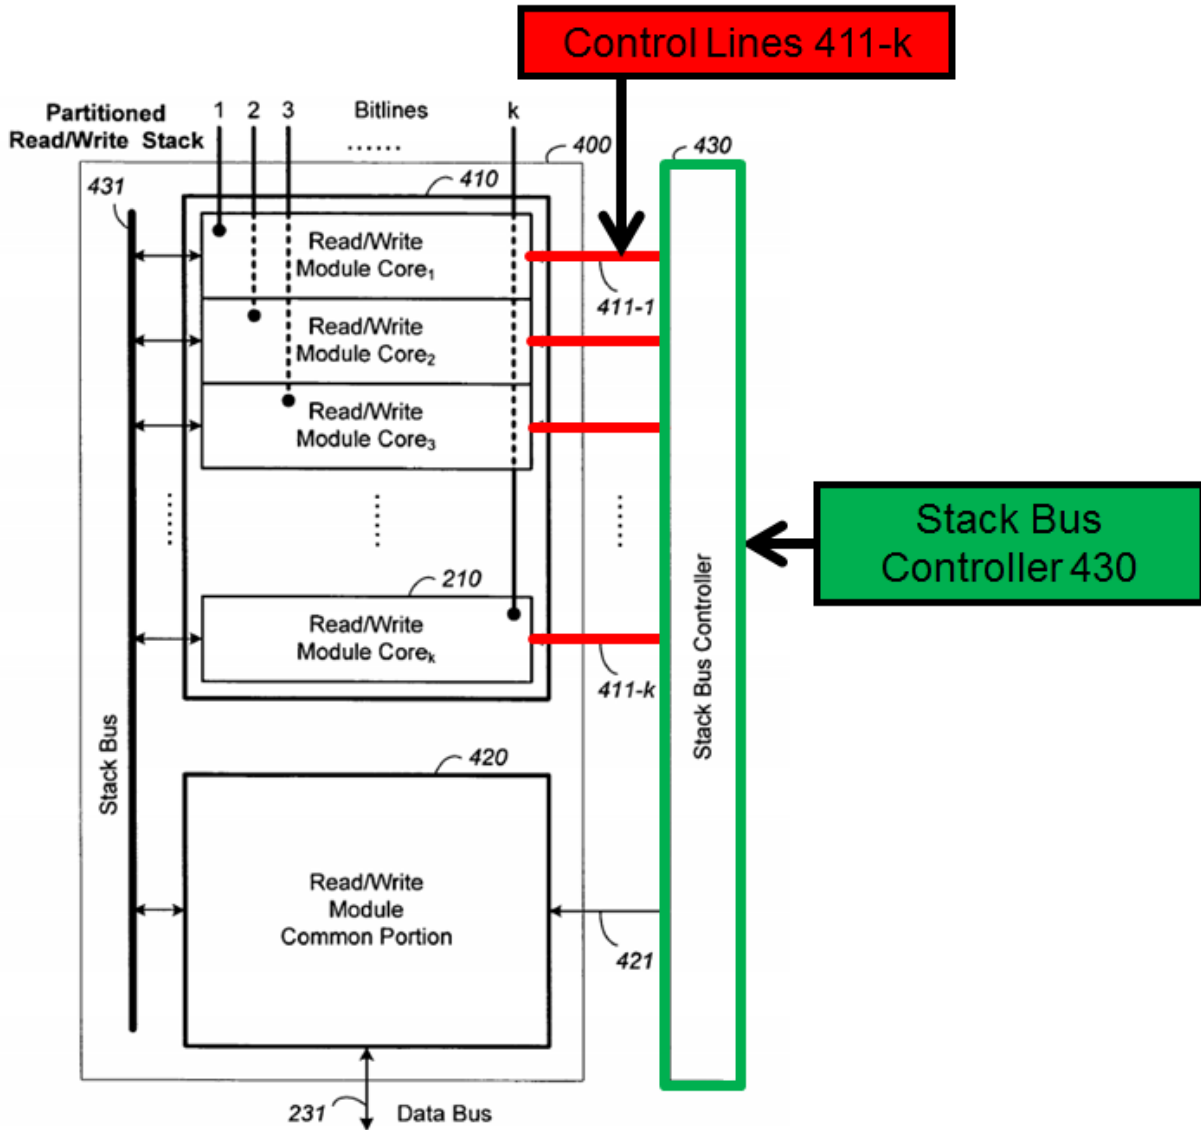 Control Lines 411-k
Partitioned
Read/Write Stack
1 2 3 Bitlines k
......
400
430
431
410
Read/Write
Module Core1
411-1
Read/Write
Module Core2
Read/Write
Module Core3
......
......
......
Stack Bus
Controller 430
210
Read/Write
Module Corek
411-k
Stack Bus Controller
Stack Bus
420
Read/Write
Module
Common Portion
421
231 Data Bus